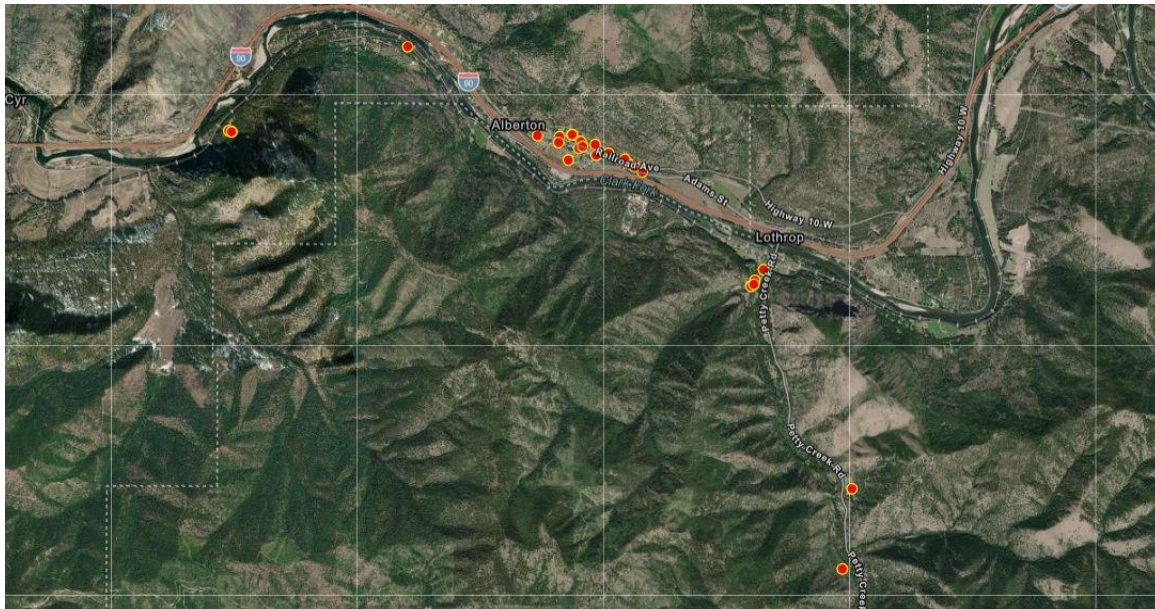 90
90
Cyr
Alberton
Railroad Ave
Clark Fork
Adams St
Highway 10 W
Highway 10 W
Lothrop
Petty Creek Rd
Petty Creek Rd
Petty Creek